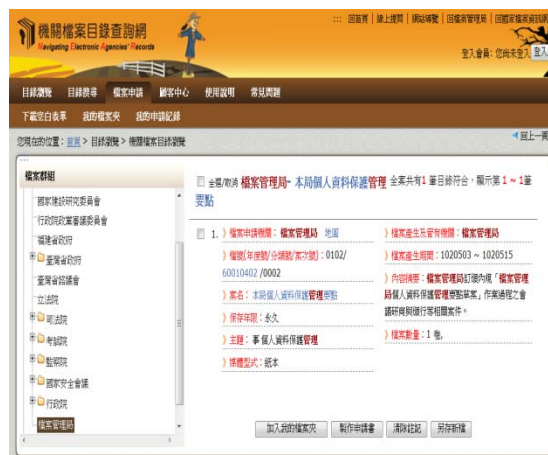 機關檔案目錄查詢網
Navigating Electronic Agencies' Records
::: 回首頁 | 線上提問 | 網站導覽 | 回檔案管理局 | 回國家檔案資訊網
登入會員：您尚未登入 登入
目錄瀏覽 目錄搜尋 檔案申請 顧客中心 使用說明 常見問題
下載空白表單 我的檔案夾 我的申請紀錄
您現在的位置：首頁 > 目錄瀏覽 > 機關檔案目錄瀏覽
回上一頁
檔案群組
國家建設研究委員會
行政院政黨審議委員會
福建省政府
臺灣省政府
臺灣省諮議會
立法院
司法院
考試院
監察院
國家安全會議
行政院
檔案管理局
全選/取消 檔案管理局- 本局個人資料保護管理要點 全案共有1 筆目錄符合，顯示第 1 ~ 1筆
1. 檔案申請機關：檔案管理局 地圖
檔號(年度號/分類號/案次號)：0102/
60010402 /0002
案名：本局個人資料保護管理要點
保存年限：永久
主題：事 個人資料保護管理
媒體型式：紙本
檔案產生及管有機關：檔案管理局
檔案產生期間：1020503 ~ 1020515
內容摘要：檔案管理局訂頒內規「檔案管理
局個人資料保護管理要點草案」作業過程之會
議研商與頒行等相關案件。
檔案數量：1 卷,
加入我的檔案夾 製作申請書 清除註記 另存新檔